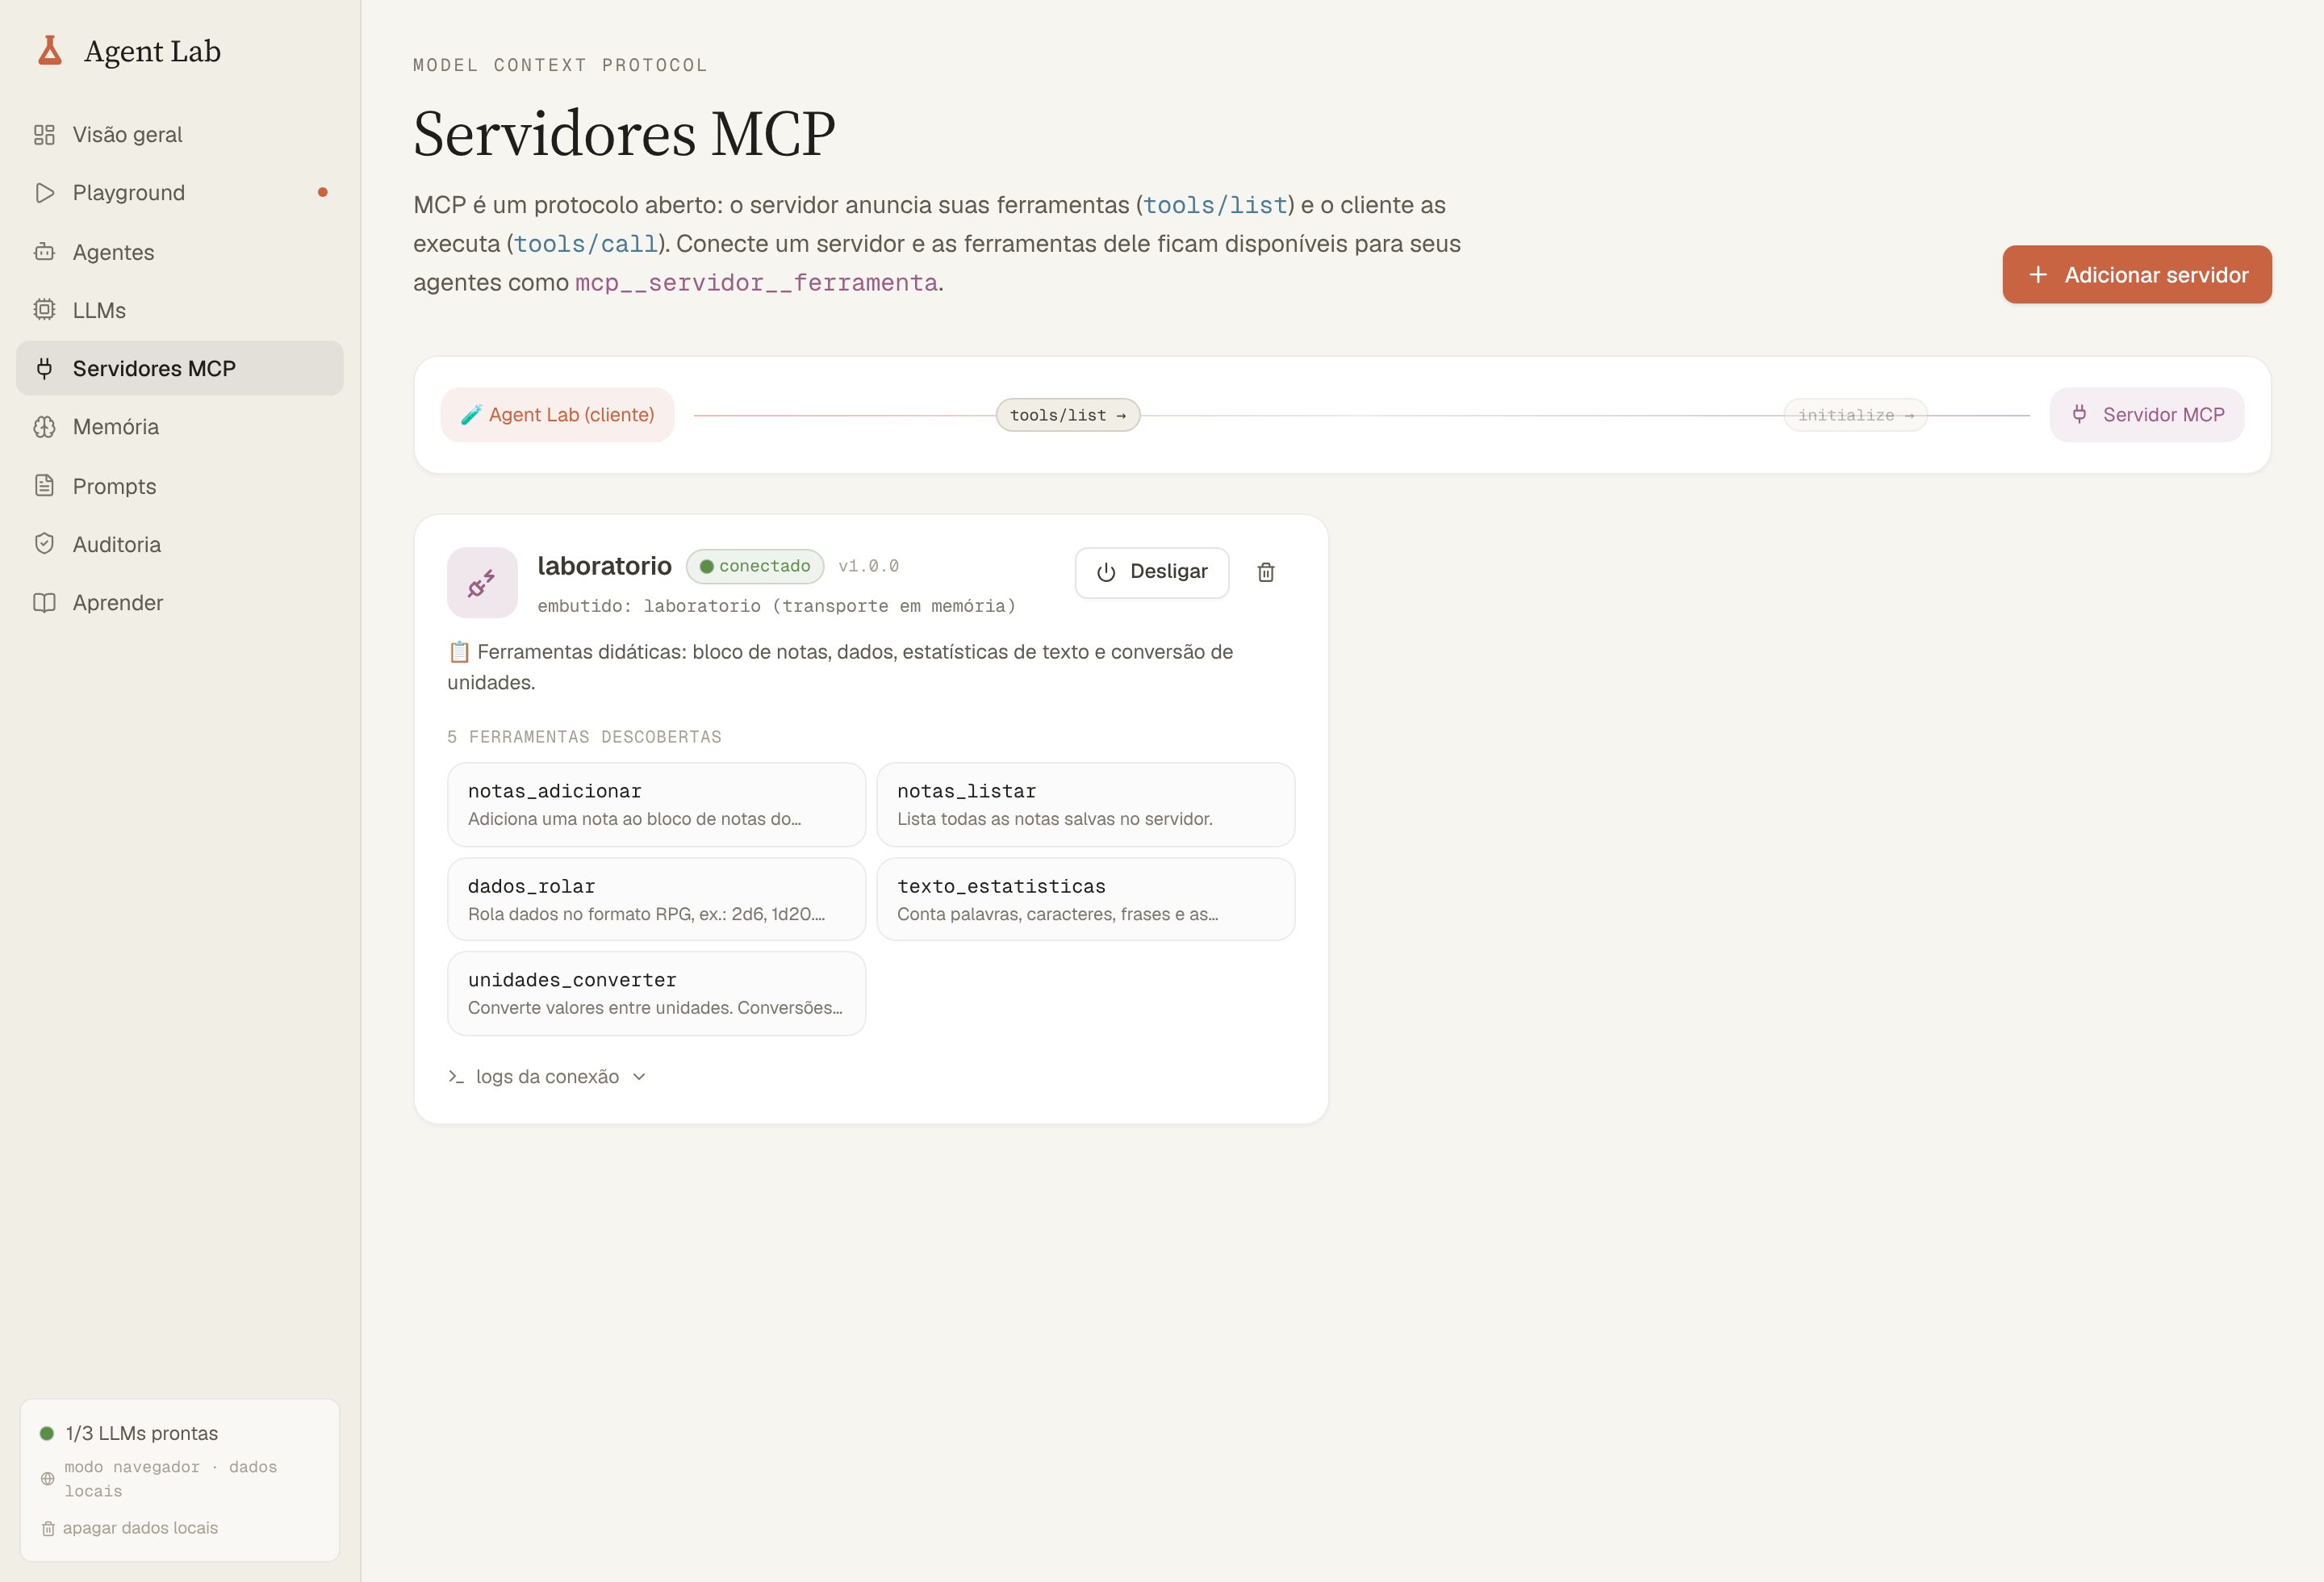 Agent Lab
Visão geral
Playground
Agentes
LLMs
Servidores MCP
Memória
Prompts
Auditoria
Aprender
1/3 LLMs prontas
modo navegador · dados
locais
apagar dados locais
MODEL CONTEXT PROTOCOL
Servidores MCP
MCP é um protocolo aberto: o servidor anuncia suas ferramentas (tools/list) e o cliente as
executa (tools/call). Conecte um servidor e as ferramentas dele ficam disponíveis para seus
agentes como mcp__servidor__ferramenta.
Adicionar servidor
Agent Lab (cliente)
tools/list →
initialize →
Servidor MCP
laboratorio
conectado
v1.0.0
Desligar
embutido: laboratorio (transporte em memória)
📋 Ferramentas didáticas: bloco de notas, dados, estatísticas de texto e conversão de
unidades.
5 FERRAMENTAS DESCOBERTAS
notas_adicionar
Adiciona uma nota ao bloco de notas do…
notas_listar
Lista todas as notas salvas no servidor.
dados_rolar
Rola dados no formato RPG, ex.: 2d6, 1d20.…
texto_estatisticas
Conta palavras, caracteres, frases e as…
unidades_converter
Converte valores entre unidades. Conversões…
logs da conexão